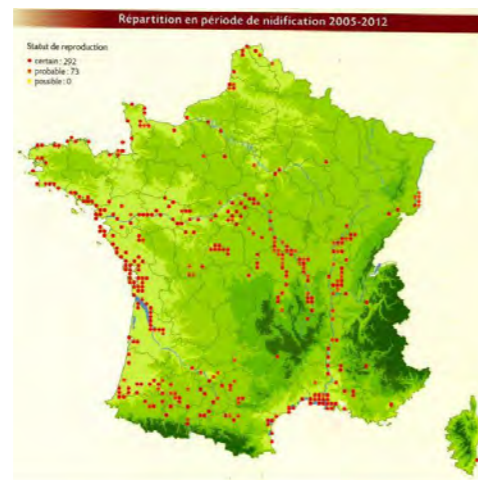 Répartition en période de nidification 2005-2012
Statut de reproduction
certain : 292
probable : 73
possible : 0